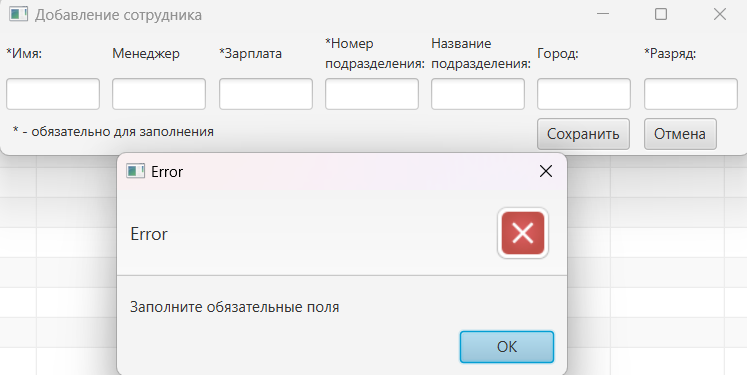 Добавление сотрудника
*Имя: Менеджер *Зарплата *Номер подразделения: Название подразделения: Город: *Разряд:
* - обязательно для заполнения Сохранить Отмена
Error
Error
Заполните обязательные поля
OK